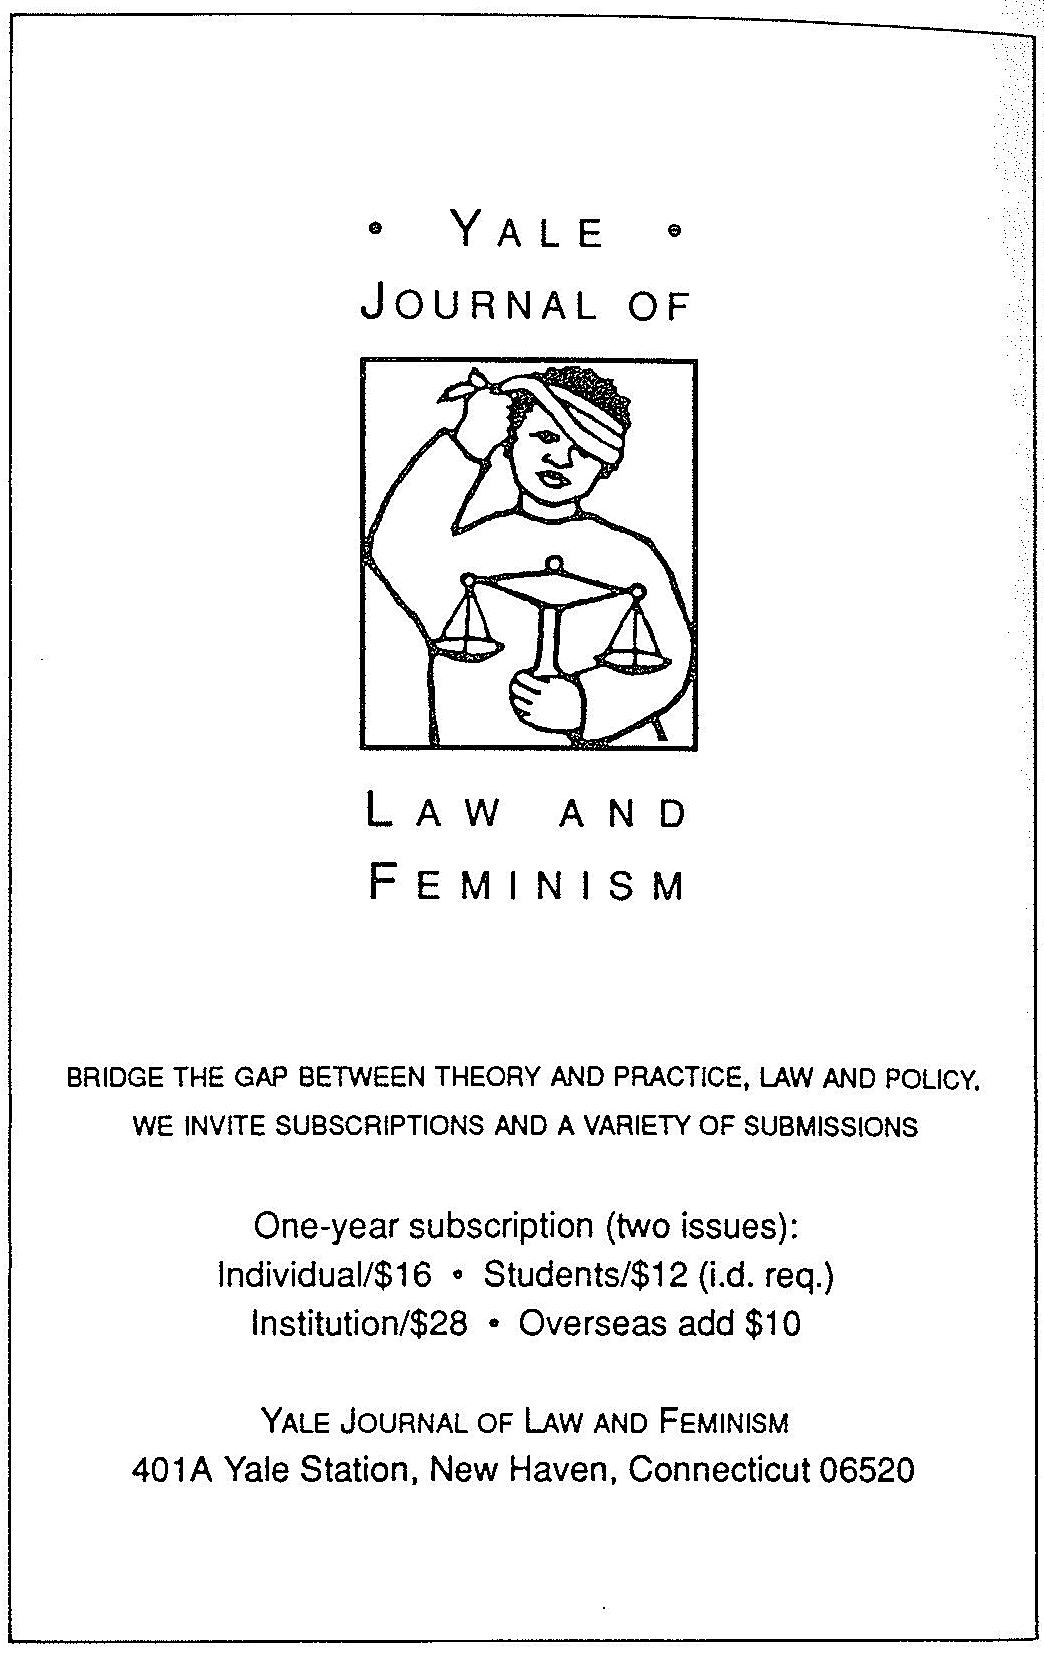 • YALE •
JOURNAL OF
LAW AND
FEMINISM
BRIDGE THE GAP BETWEEN THEORY AND PRACTICE, LAW AND POLICY.
WE INVITE SUBSCRIPTIONS AND A VARIETY OF SUBMISSIONS
One-year subscription (two issues):
Individual/$16 • Students/$12 (i.d. req.)
Institution/$28 • Overseas add $10
YALE JOURNAL OF LAW AND FEMINISM
401A Yale Station, New Haven, Connecticut 06520